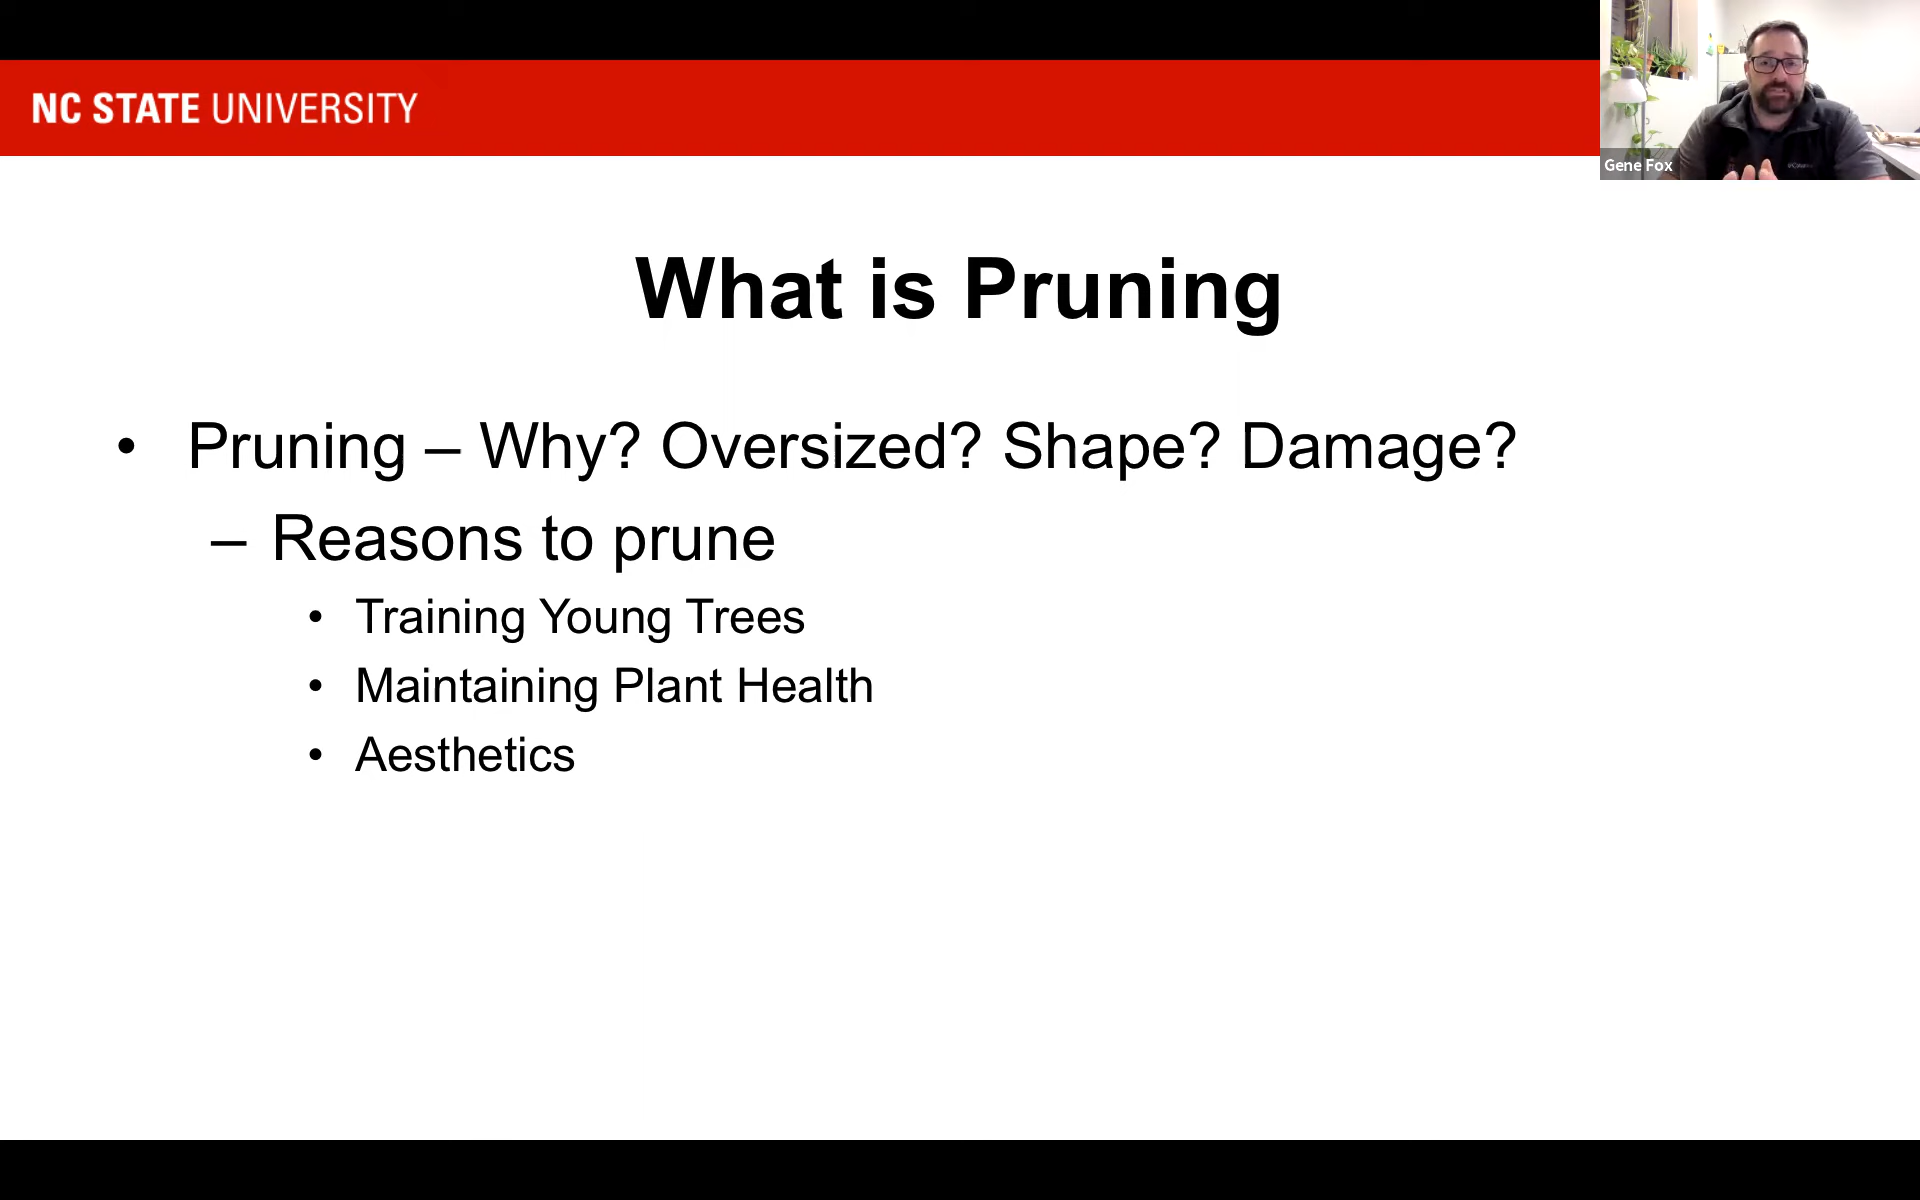 NC STATE UNIVERSITY
Gene Fox
What is Pruning
• Pruning – Why? Oversized? Shape? Damage?
– Reasons to prune
• Training Young Trees
• Maintaining Plant Health
• Aesthetics